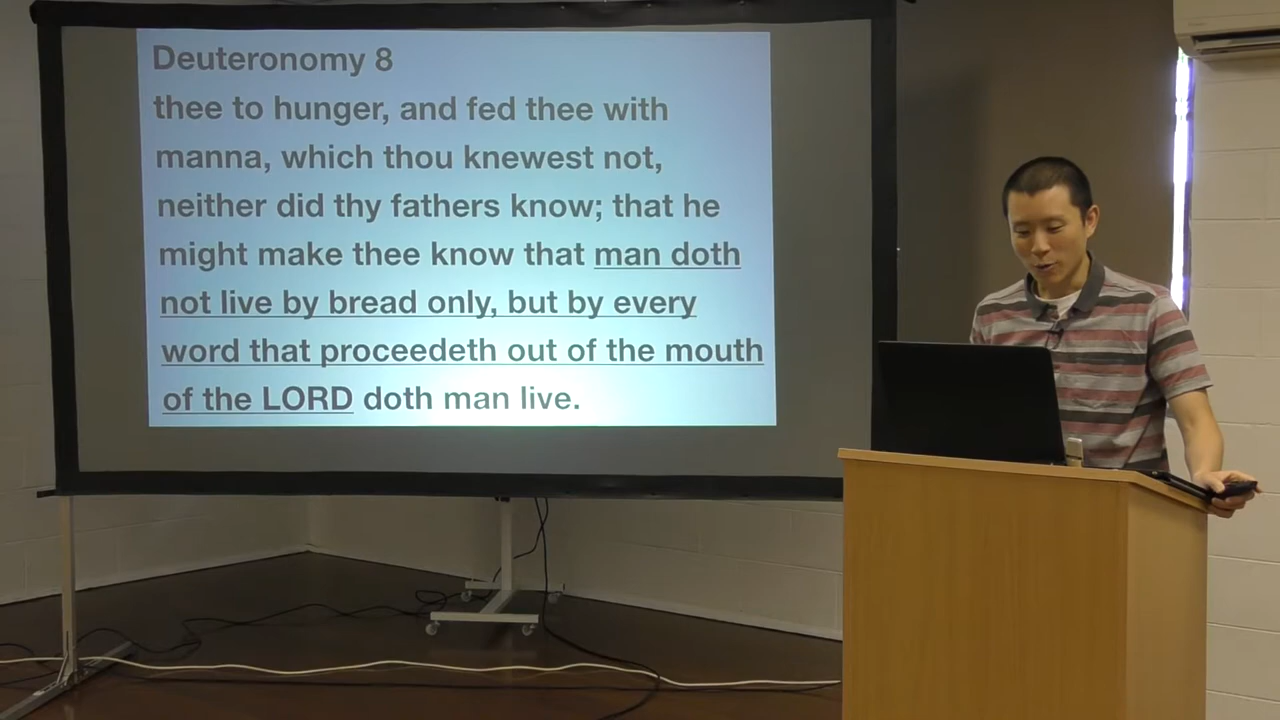 Deuteronomy 8
thee to hunger, and fed thee with
manna, which thou knewest not,
neither did thy fathers know; that he
might make thee know that man doth
not live by bread only, but by every
word that proceedeth out of the mouth
of the LORD doth man live.